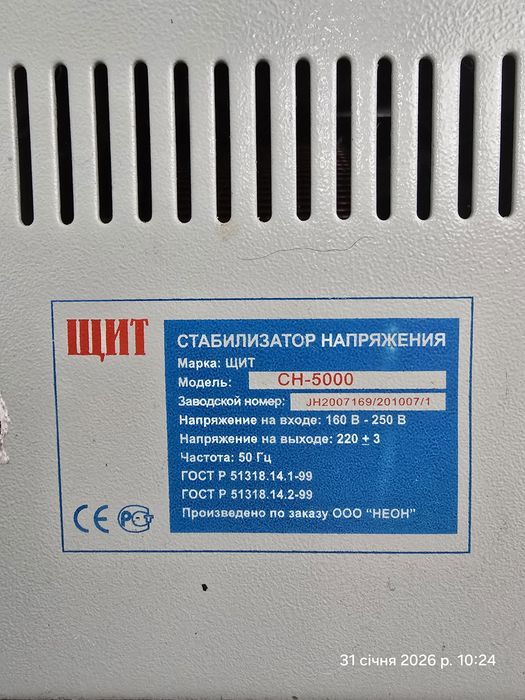 ЩИТ
СТАБИЛИЗАТОР НАПРЯЖЕНИЯ
Марка: ЩИТ
Модель: СН-5000
Заводской номер: JH2007169/201007/1
Напряжение на входе: 160 В - 250 В
Напряжение на выходе: 220 ± 3
Частота: 50 Гц
ГОСТ Р 51318.14.1-99
ГОСТ Р 51318.14.2-99
Произведено по заказу ООО “НЕОН”
CE РСТ
31 січня 2026 р. 10:24